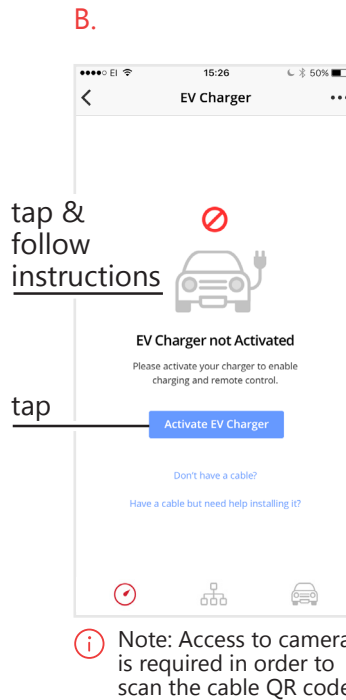 B.
EI 15:26 50%
EV Charger
tap &
follow
instructions
EV Charger not Activated
Please activate your charger to enable
charging and remote control.
tap
Activate EV Charger
Don't have a cable?
Have a cable but need help installing it?
Note: Access to camera
is required in order to
scan the cable QR code